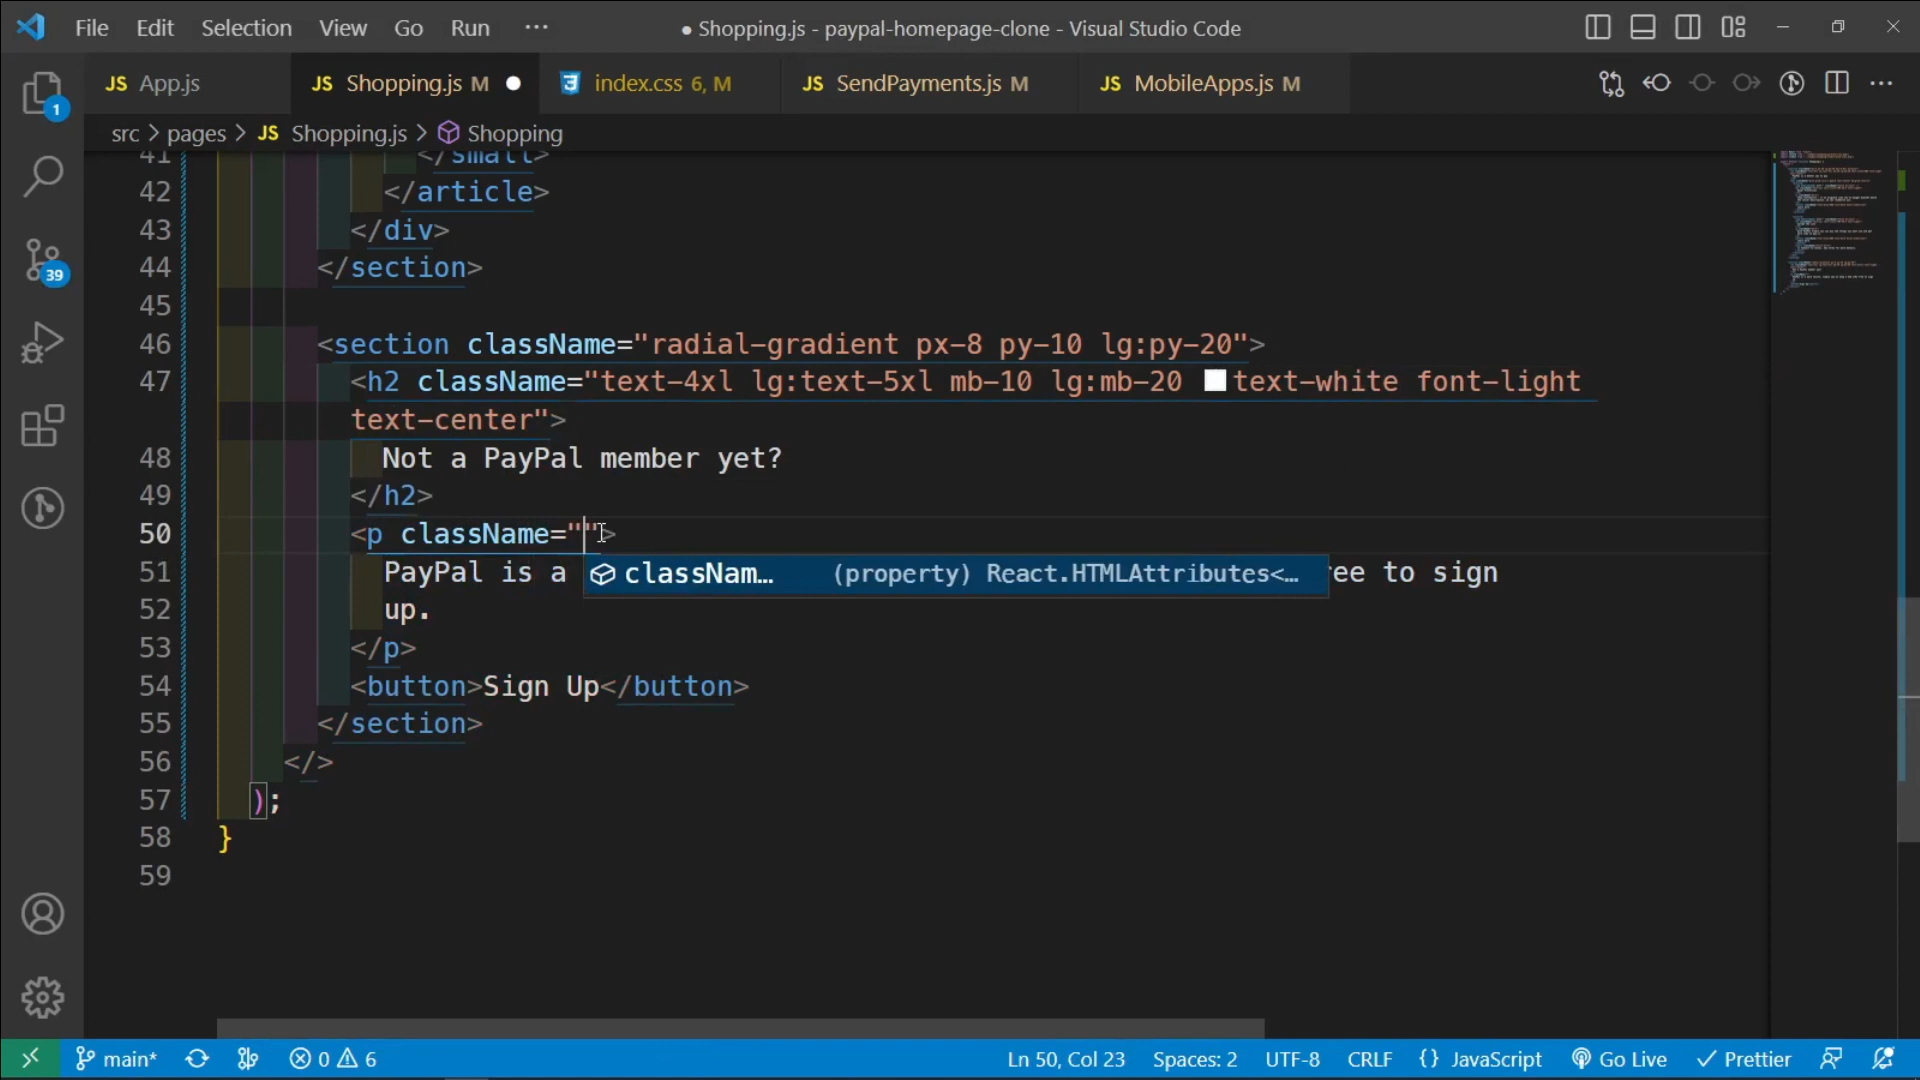 File Edit Selection View Go Run ··· ● Shopping.js - paypal-homepage-clone - Visual Studio Code
JS App.js JS Shopping.js M ● index.css 6, M JS SendPayments.js M JS MobileApps.js M
src > pages > JS Shopping.js > Shopping
41 </small>
42 </article>
43 </div>
44 </section>
45
46 <section className="radial-gradient px-8 py-10 lg:py-20">
47 <h2 className="text-4xl lg:text-5xl mb-10 lg:mb-20 text-white font-light
text-center">
48 Not a PayPal member yet?
49 </h2>
50 <p className="">
51 PayPal is a ee to sign
classNam… (property) React.HTMLAttributes<…
52 up.
53 </p>
54 <button>Sign Up</button>
55 </section>
56 </>
57 );
58 }
59
1
39
main* 0 6 Ln 50, Col 23 Spaces: 2 UTF-8 CRLF {} JavaScript Go Live Prettier